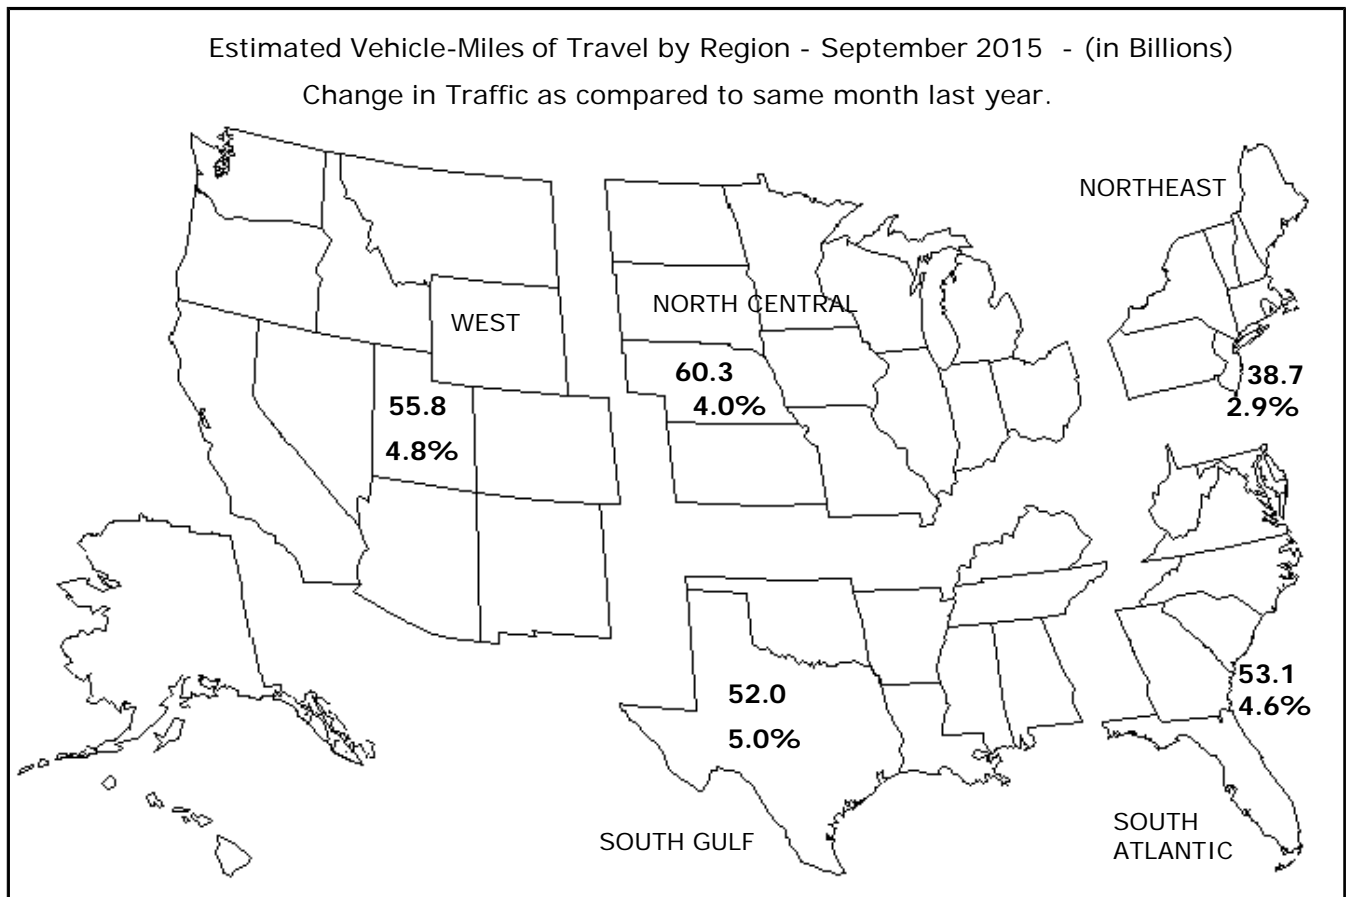 Estimated Vehicle-Miles of Travel by Region - September 2015 - (in Billions)
Change in Traffic as compared to same month last year.
NORTHEAST
38.7
2.9%
WEST
55.8
4.8%
NORTH CENTRAL
60.3
4.0%
SOUTH GULF
52.0
5.0%
53.1
4.6%
SOUTH
ATLANTIC